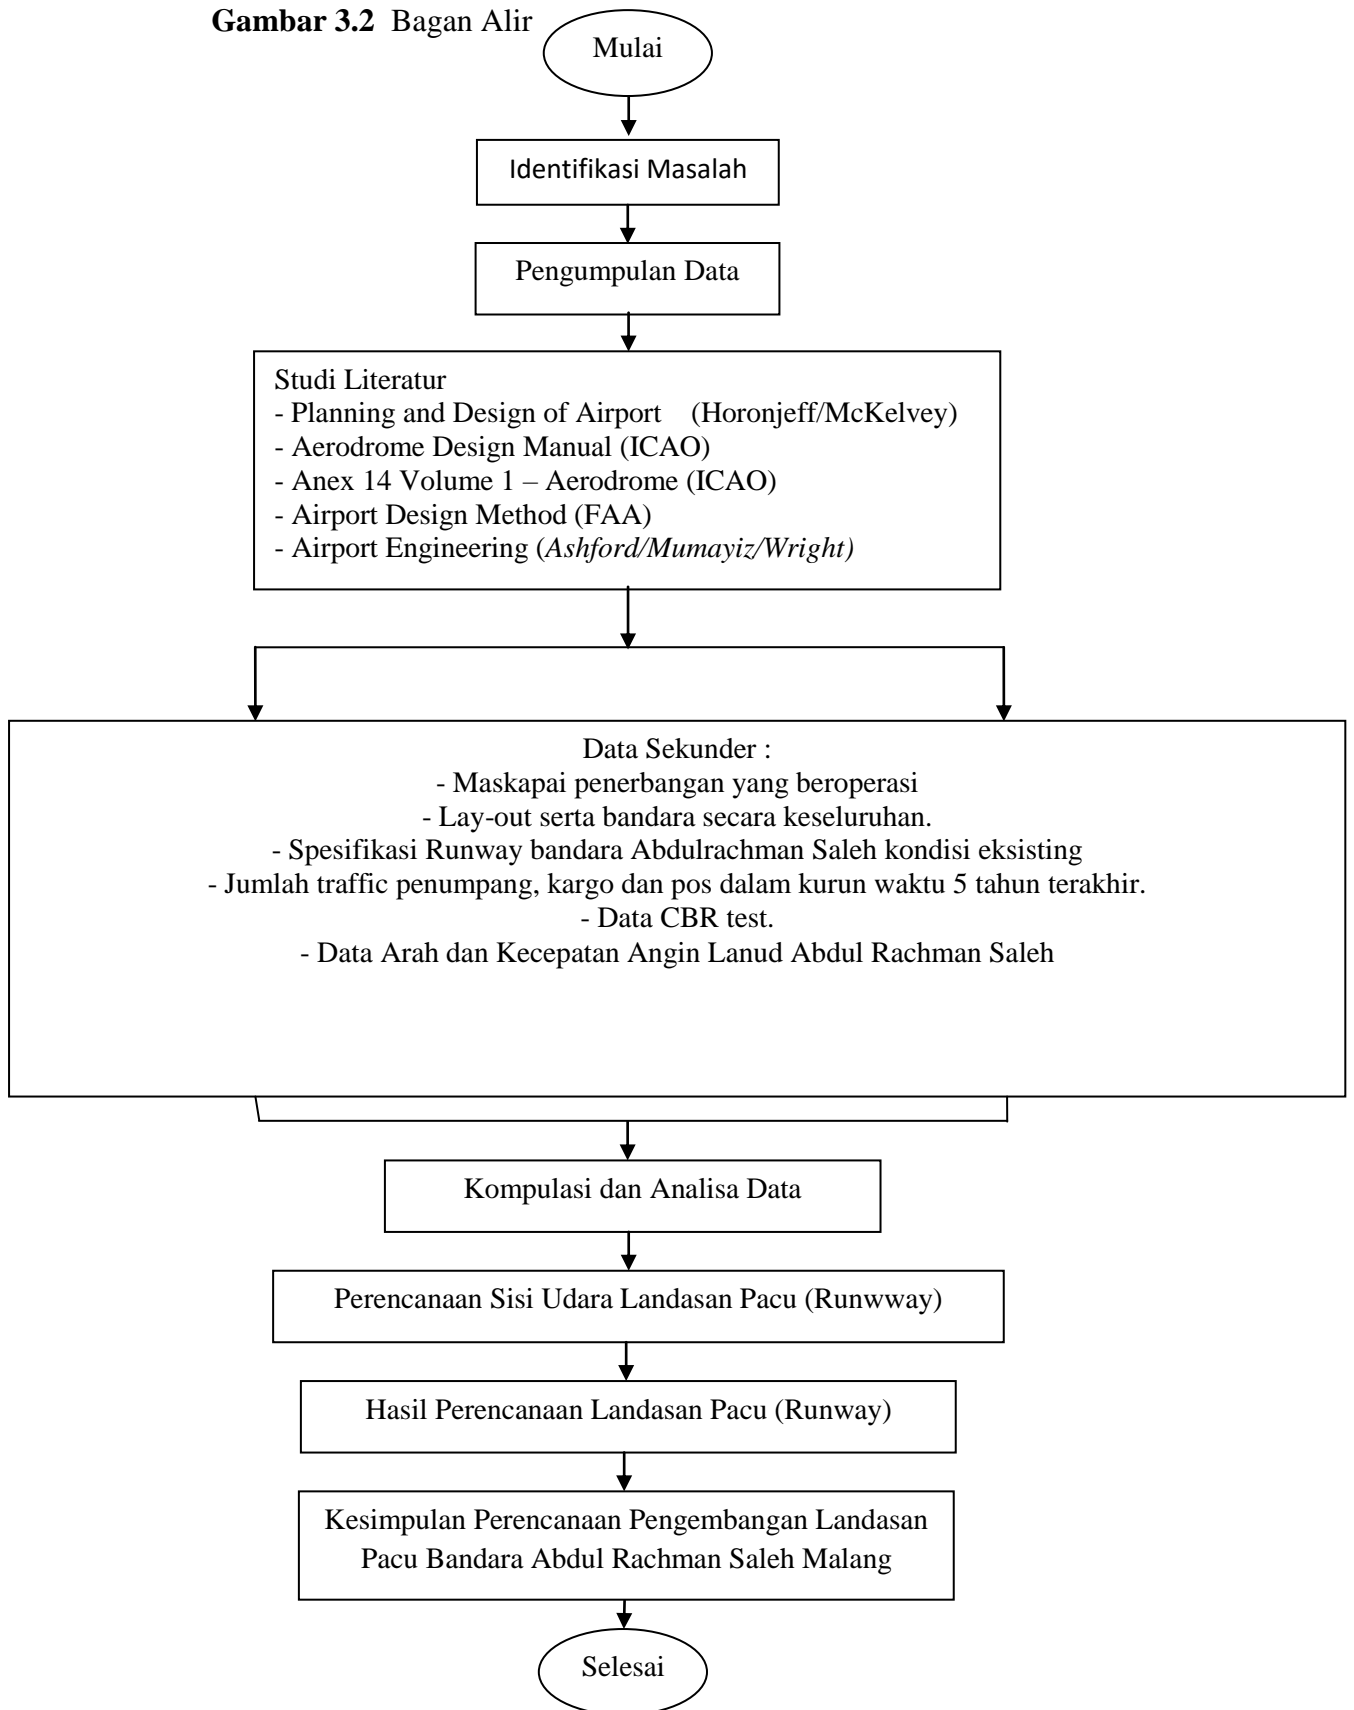 Gambar 3.2 Bagan Alir
Mulai
Identifikasi Masalah
Pengumpulan Data
Studi Literatur
- Planning and Design of Airport (Horonjeff/McKelvey)
- Aerodrome Design Manual (ICAO)
- Anex 14 Volume 1 – Aerodrome (ICAO)
- Airport Design Method (FAA)
- Airport Engineering (Ashford/Mumayiz/Wright)
Data Sekunder :
- Maskapai penerbangan yang beroperasi
- Lay-out serta bandara secara keseluruhan.
- Spesifikasi Runway bandara Abdulrachman Saleh kondisi eksisting
- Jumlah traffic penumpang, kargo dan pos dalam kurun waktu 5 tahun terakhir.
- Data CBR test.
- Data Arah dan Kecepatan Angin Lanud Abdul Rachman Saleh
Kompulasi dan Analisa Data
Perencanaan Sisi Udara Landasan Pacu (Runwway)
Hasil Perencanaan Landasan Pacu (Runway)
Kesimpulan Perencanaan Pengembangan Landasan
Pacu Bandara Abdul Rachman Saleh Malang
Selesai